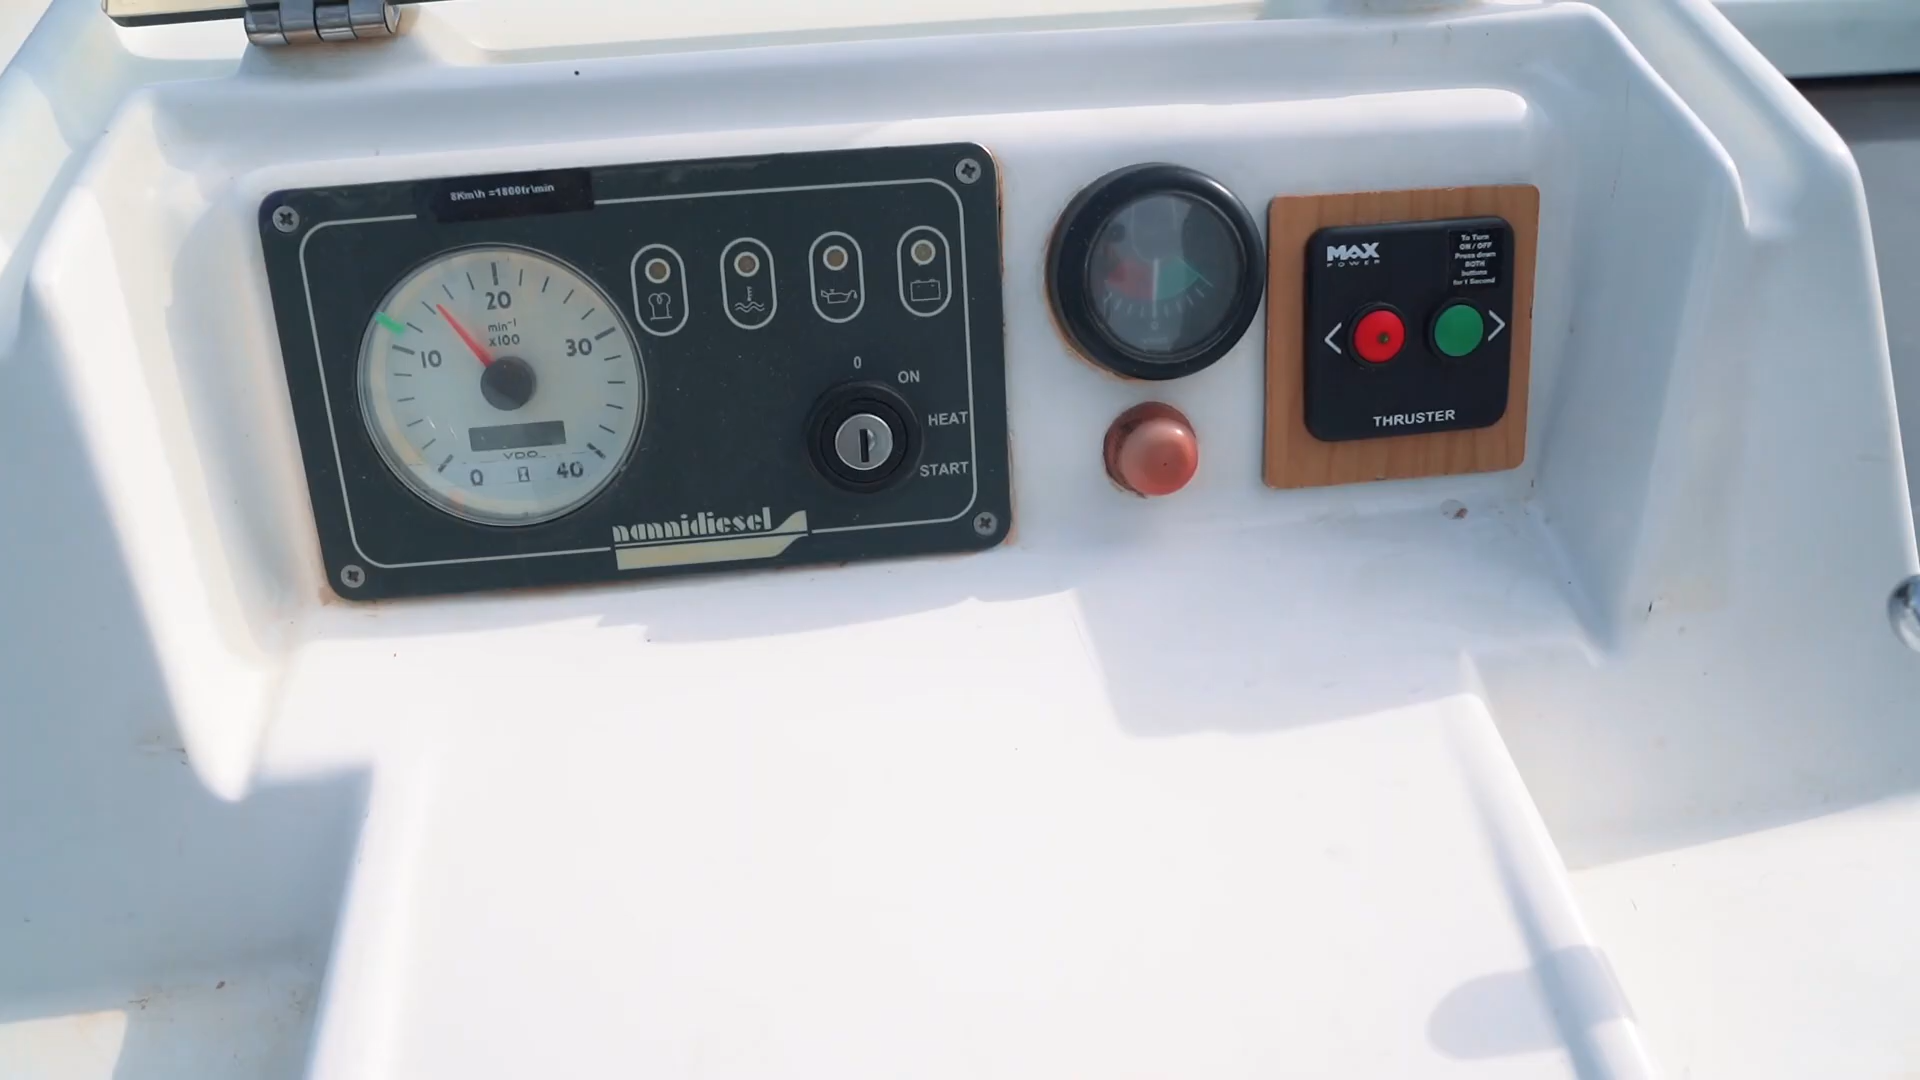 8Km\h =1800tr\min
20
min⁻¹
x100
10
30
VDO
0
40
0
ON
HEAT
START
nannidiesel
0
MAX
POWER
To Turn
ON / OFF
Press down
BOTH
buttons
for 1 Second
< >
THRUSTER